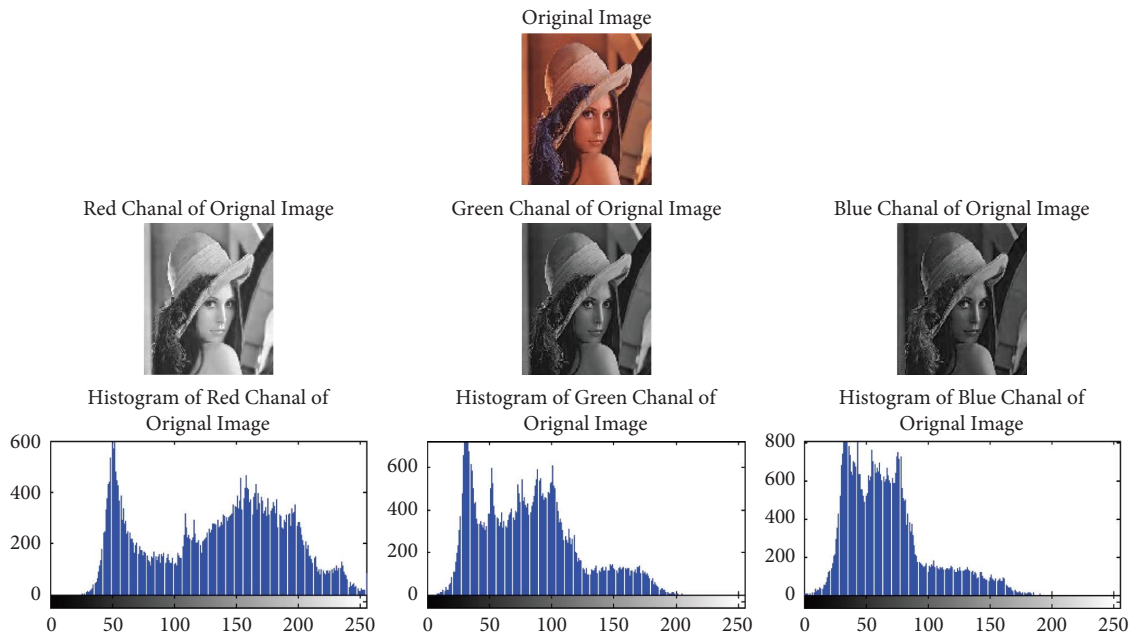 Original Image
Red Chanal of Orignal Image
Green Chanal of Orignal Image
Blue Chanal of Orignal Image
Histogram of Red Chanal of
Orignal Image
600
400
200
0
0 50 100 150 200 250
Histogram of Green Chanal of
Orignal Image
600
400
200
0
0 50 100 150 200 250
Histogram of Blue Chanal of
Orignal Image
800
600
400
200
0
0 50 100 150 200 250